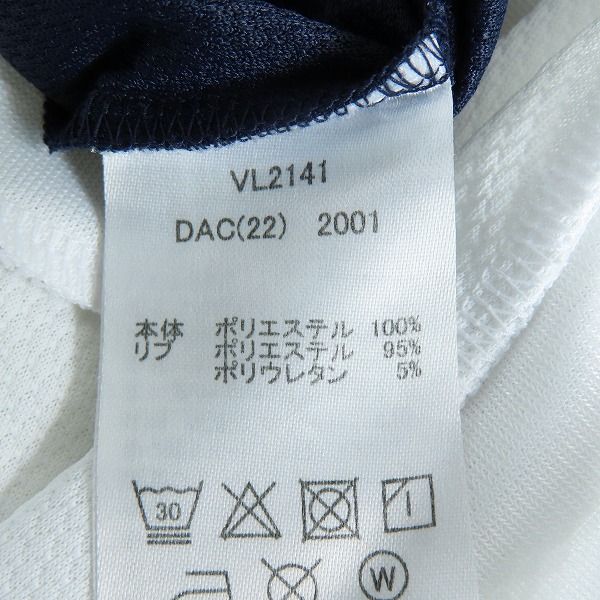 VL2141
DAC(22) 2001
本体 ポリエステル 100%
リブ ポリエステル 95%
ポリウレタン 5%
30
W